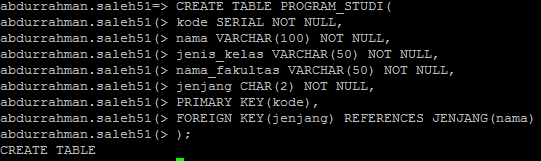 abdurrahman.saleh51=> CREATE TABLE PROGRAM_STUDI(
abdurrahman.saleh51(> kode SERIAL NOT NULL,
abdurrahman.saleh51(> nama VARCHAR(100) NOT NULL,
abdurrahman.saleh51(> jenis_kelas VARCHAR(50) NOT NULL,
abdurrahman.saleh51(> nama_fakultas VARCHAR(50) NOT NULL,
abdurrahman.saleh51(> jenjang CHAR(2) NOT NULL,
abdurrahman.saleh51(> PRIMARY KEY(kode),
abdurrahman.saleh51(> FOREIGN KEY(jenjang) REFERENCES JENJANG(nama)
abdurrahman.saleh51(> );
CREATE TABLE